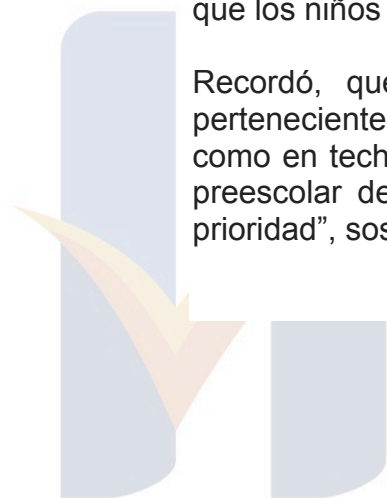 que los niños
Recordó, que
perteneciente
como en tech
preescolar de
prioridad”, sos